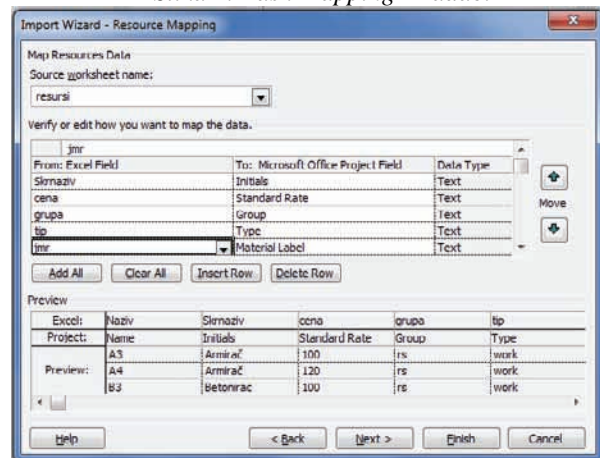 Import Wizard - Resource Mapping
Map Resources Data
Source worksheet name:
resursi
Verify or edit how you want to map the data.
jmr
From: Excel Field To: Microsoft Office Project Field Data Type
Skrnaziv Initials Text
cena Standard Rate Text
grupa Group Text
tip Type Text
jmr Material Label Text
Move
Add All Clear All Insert Row Delete Row
Preview
Excel: Naziv Skrnaziv cena grupa tip
Project: Name Initials Standard Rate Group Type
Preview: A3 Armirač 100 rs work
A4 Armirač 120 rs work
B3 Betonirac 100 rs work
Help < Back Next > Finish Cancel